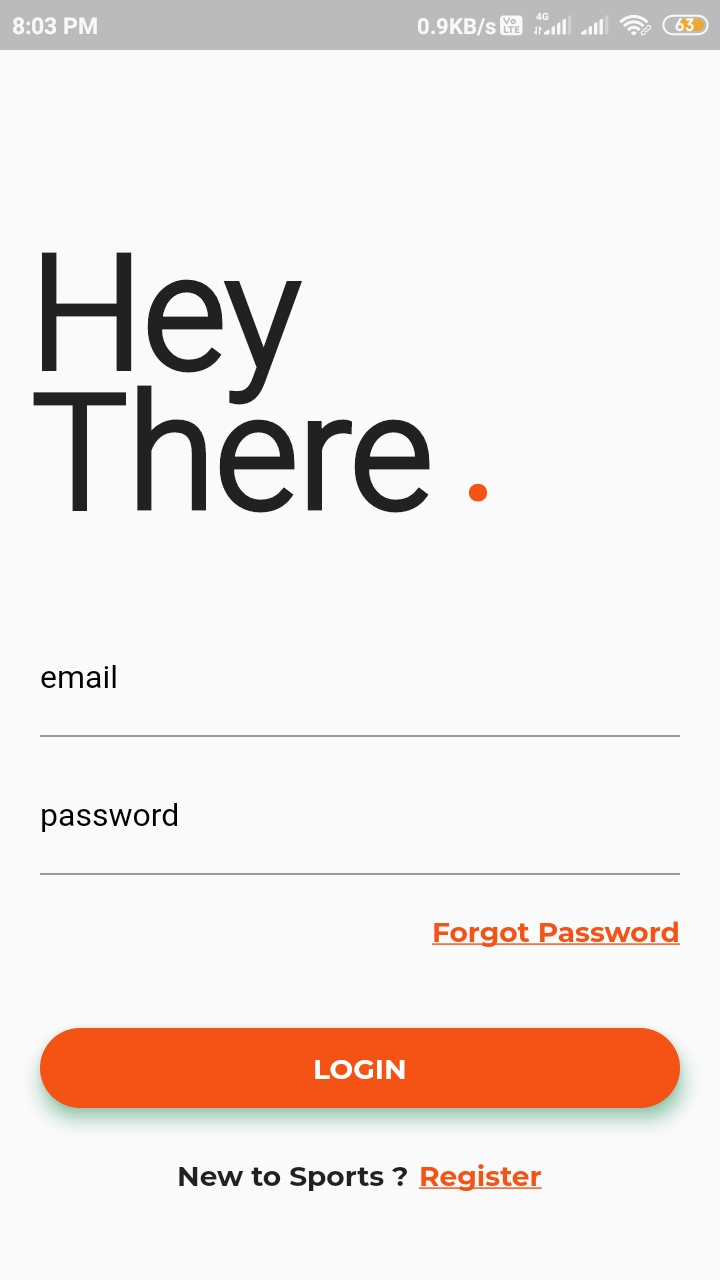 8:03 PM 0.9KB/s Vo LTE 4G 63
Hey
There .
email
password
Forgot Password
LOGIN
New to Sports ? Register